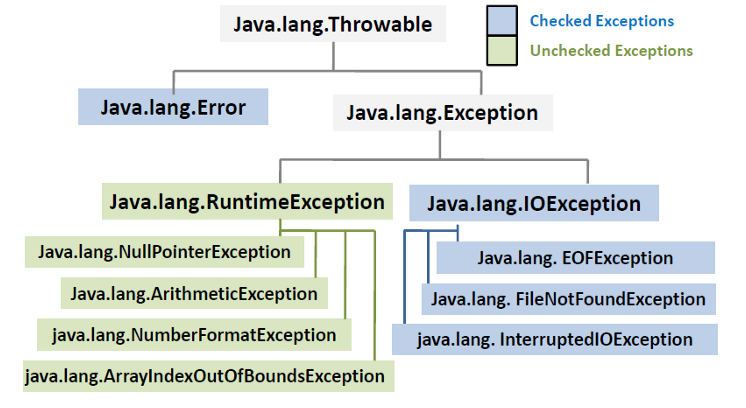 Java.lang.Throwable
Checked Exceptions
Unchecked Exceptions
Java.lang.Error
Java.lang.Exception
Java.lang.RuntimeException
Java.lang.IOException
Java.lang.NullPointerException
Java.lang.ArithmeticException
java.lang.NumberFormatException
java.lang.ArrayIndexOutOfBoundsException
Java.lang. EOFException
Java.lang. FileNotFoundException
java.lang. InterruptedIOException